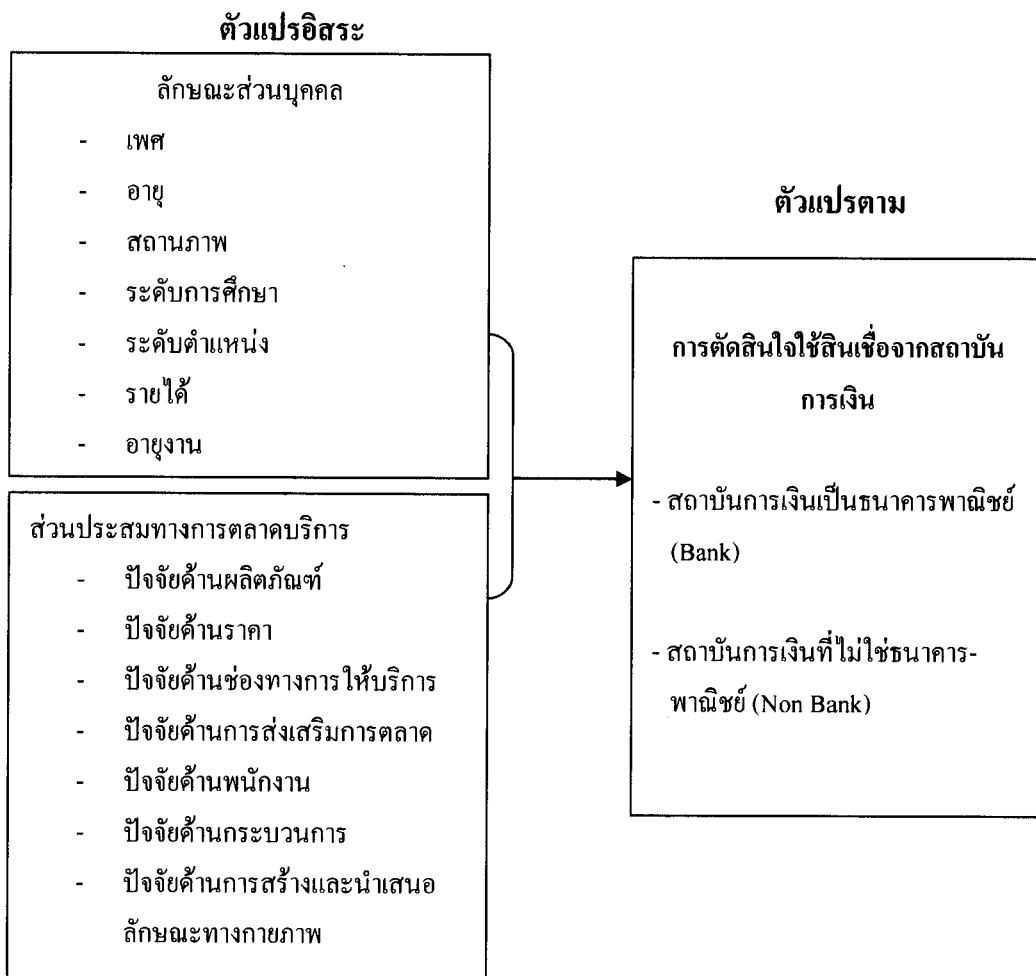 ตัวแปรอิสระ
ลักษณะส่วนบุคคล
- เพศ
- อายุ
- สถานภาพ
- ระดับการศึกษา
- ระดับตำแหน่ง
- รายได้
- อายุงาน
ส่วนประสมทางการตลาดบริการ
- ปัจจัยด้านผลิตภัณฑ์
- ปัจจัยด้านราคา
- ปัจจัยด้านช่องทางการให้บริการ
- ปัจจัยด้านการส่งเสริมการตลาด
- ปัจจัยด้านพนักงาน
- ปัจจัยด้านกระบวนการ
- ปัจจัยด้านการสร้างและนำเสนอ
ลักษณะทางกายภาพ
ตัวแปรตาม
การตัดสินใจใช้สินเชื่อจากสถาบัน
การเงิน
- สถาบันการเงินเป็นธนาคารพาณิชย์
(Bank)
- สถาบันการเงินที่ไม่ใช่ธนาคาร-
พาณิชย์ (Non Bank)